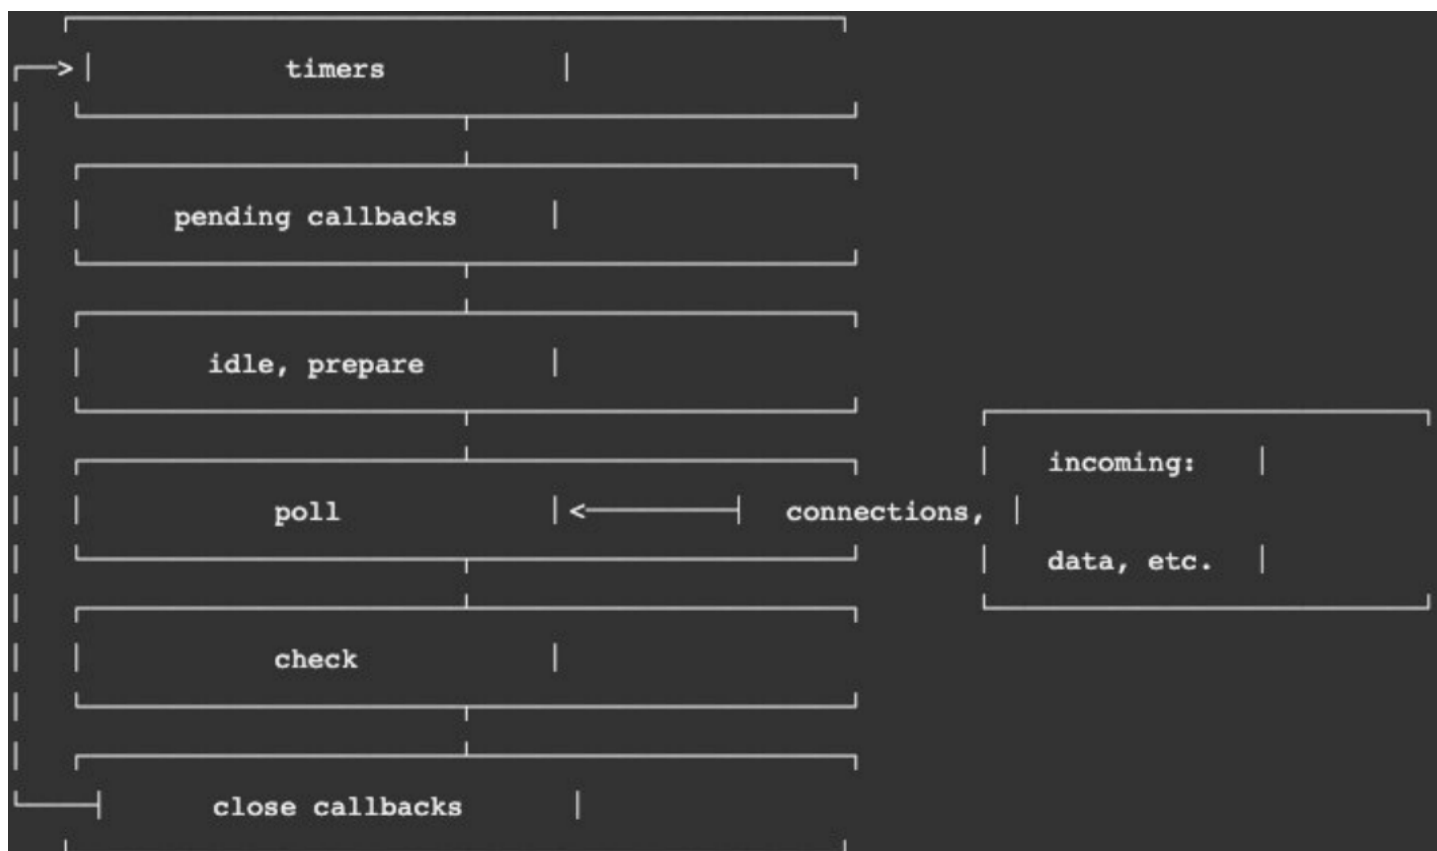 timers
pending callbacks
idle, prepare
incoming:
poll
connections,
data, etc.
check
close callbacks